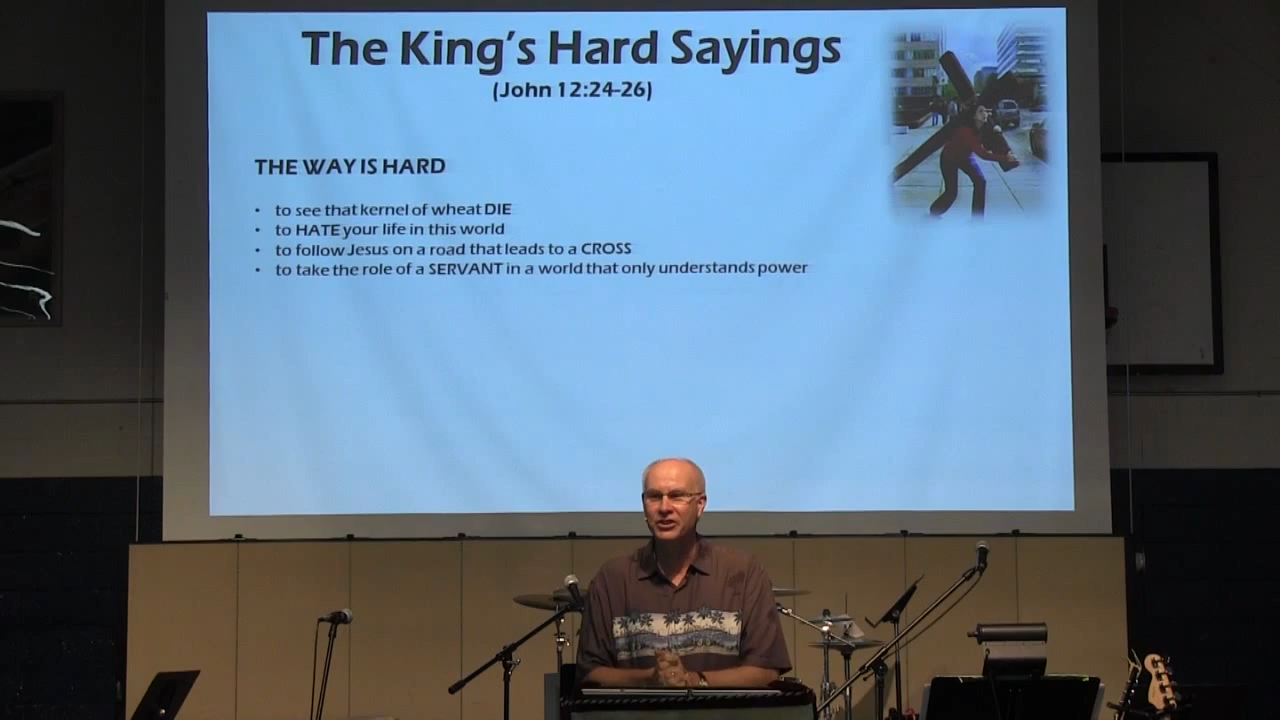 The King's Hard Sayings
(John 12:24-26)
THE WAY IS HARD
• to see that kernel of wheat DIE
• to HATE your life in this world
• to follow Jesus on a road that leads to a CROSS
• to take the role of a SERVANT in a world that only understands power